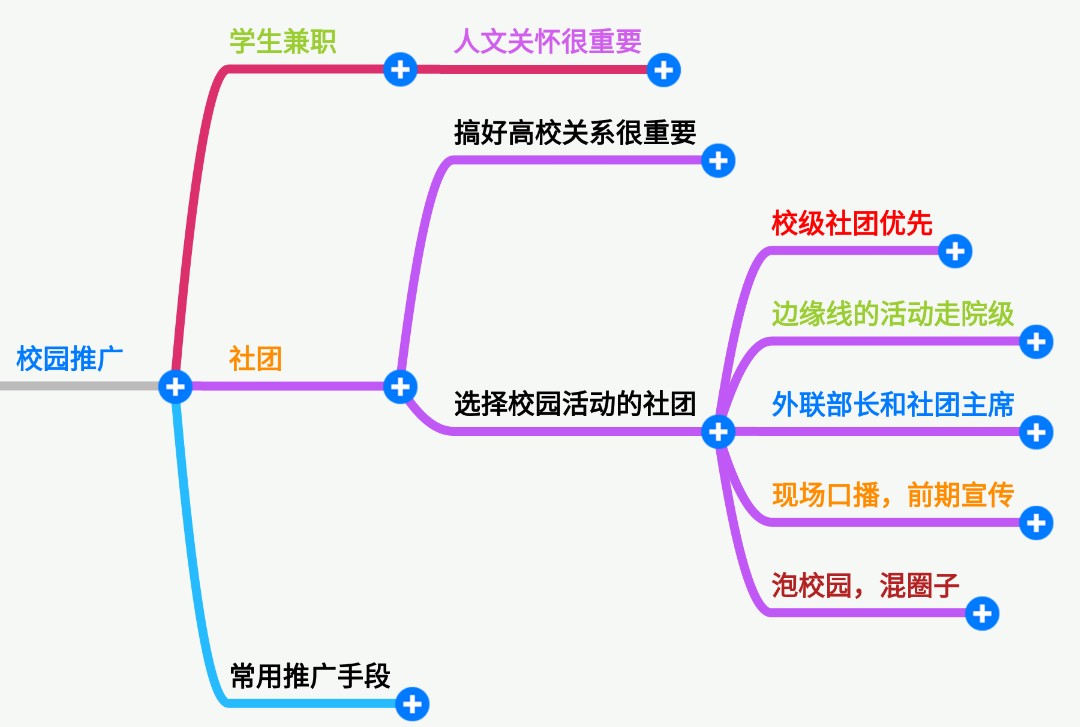 学生兼职
人文关怀很重要
搞好高校关系很重要
校级社团优先
边缘线的活动走院级
校园推广
社团
选择校园活动的社团
外联部长和社团主席
现场口播，前期宣传
泡校园，混圈子
常用推广手段